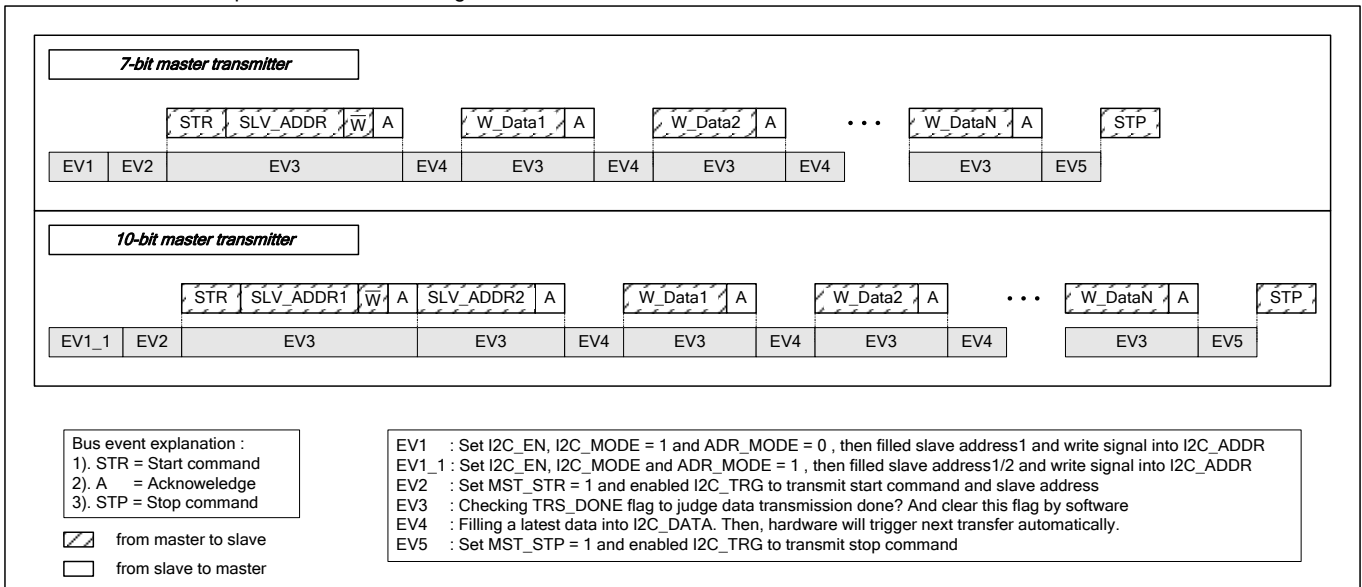 7-bit master transmitter
STR SLV_ADDR W A W_Data1 A W_Data2 A • • • W_DataN A STP
EV1 EV2 EV3 EV4 EV3 EV4 EV3 EV4 EV3 EV5
10-bit master transmitter
STR SLV_ADDR1 W A SLV_ADDR2 A W_Data1 A W_Data2 A • • • W_DataN A STP
EV1_1 EV2 EV3 EV3 EV4 EV3 EV4 EV3 EV4 EV3 EV5
Bus event explanation :
1). STR = Start command
2). A = Acknoweledge
3). STP = Stop command
from master to slave
from slave to master
EV1 : Set I2C_EN, I2C_MODE = 1 and ADR_MODE = 0 , then filled slave address1 and write signal into I2C_ADDR
EV1_1 : Set I2C_EN, I2C_MODE and ADR_MODE = 1 , then filled slave address1/2 and write signal into I2C_ADDR
EV2 : Set MST_STR = 1 and enabled I2C_TRG to transmit start command and slave address
EV3 : Checking TRS_DONE flag to judge data transmission done? And clear this flag by software
EV4 : Filling a latest data into I2C_DATA. Then, hardware will trigger next transfer automatically.
EV5 : Set MST_STP = 1 and enabled I2C_TRG to transmit stop command